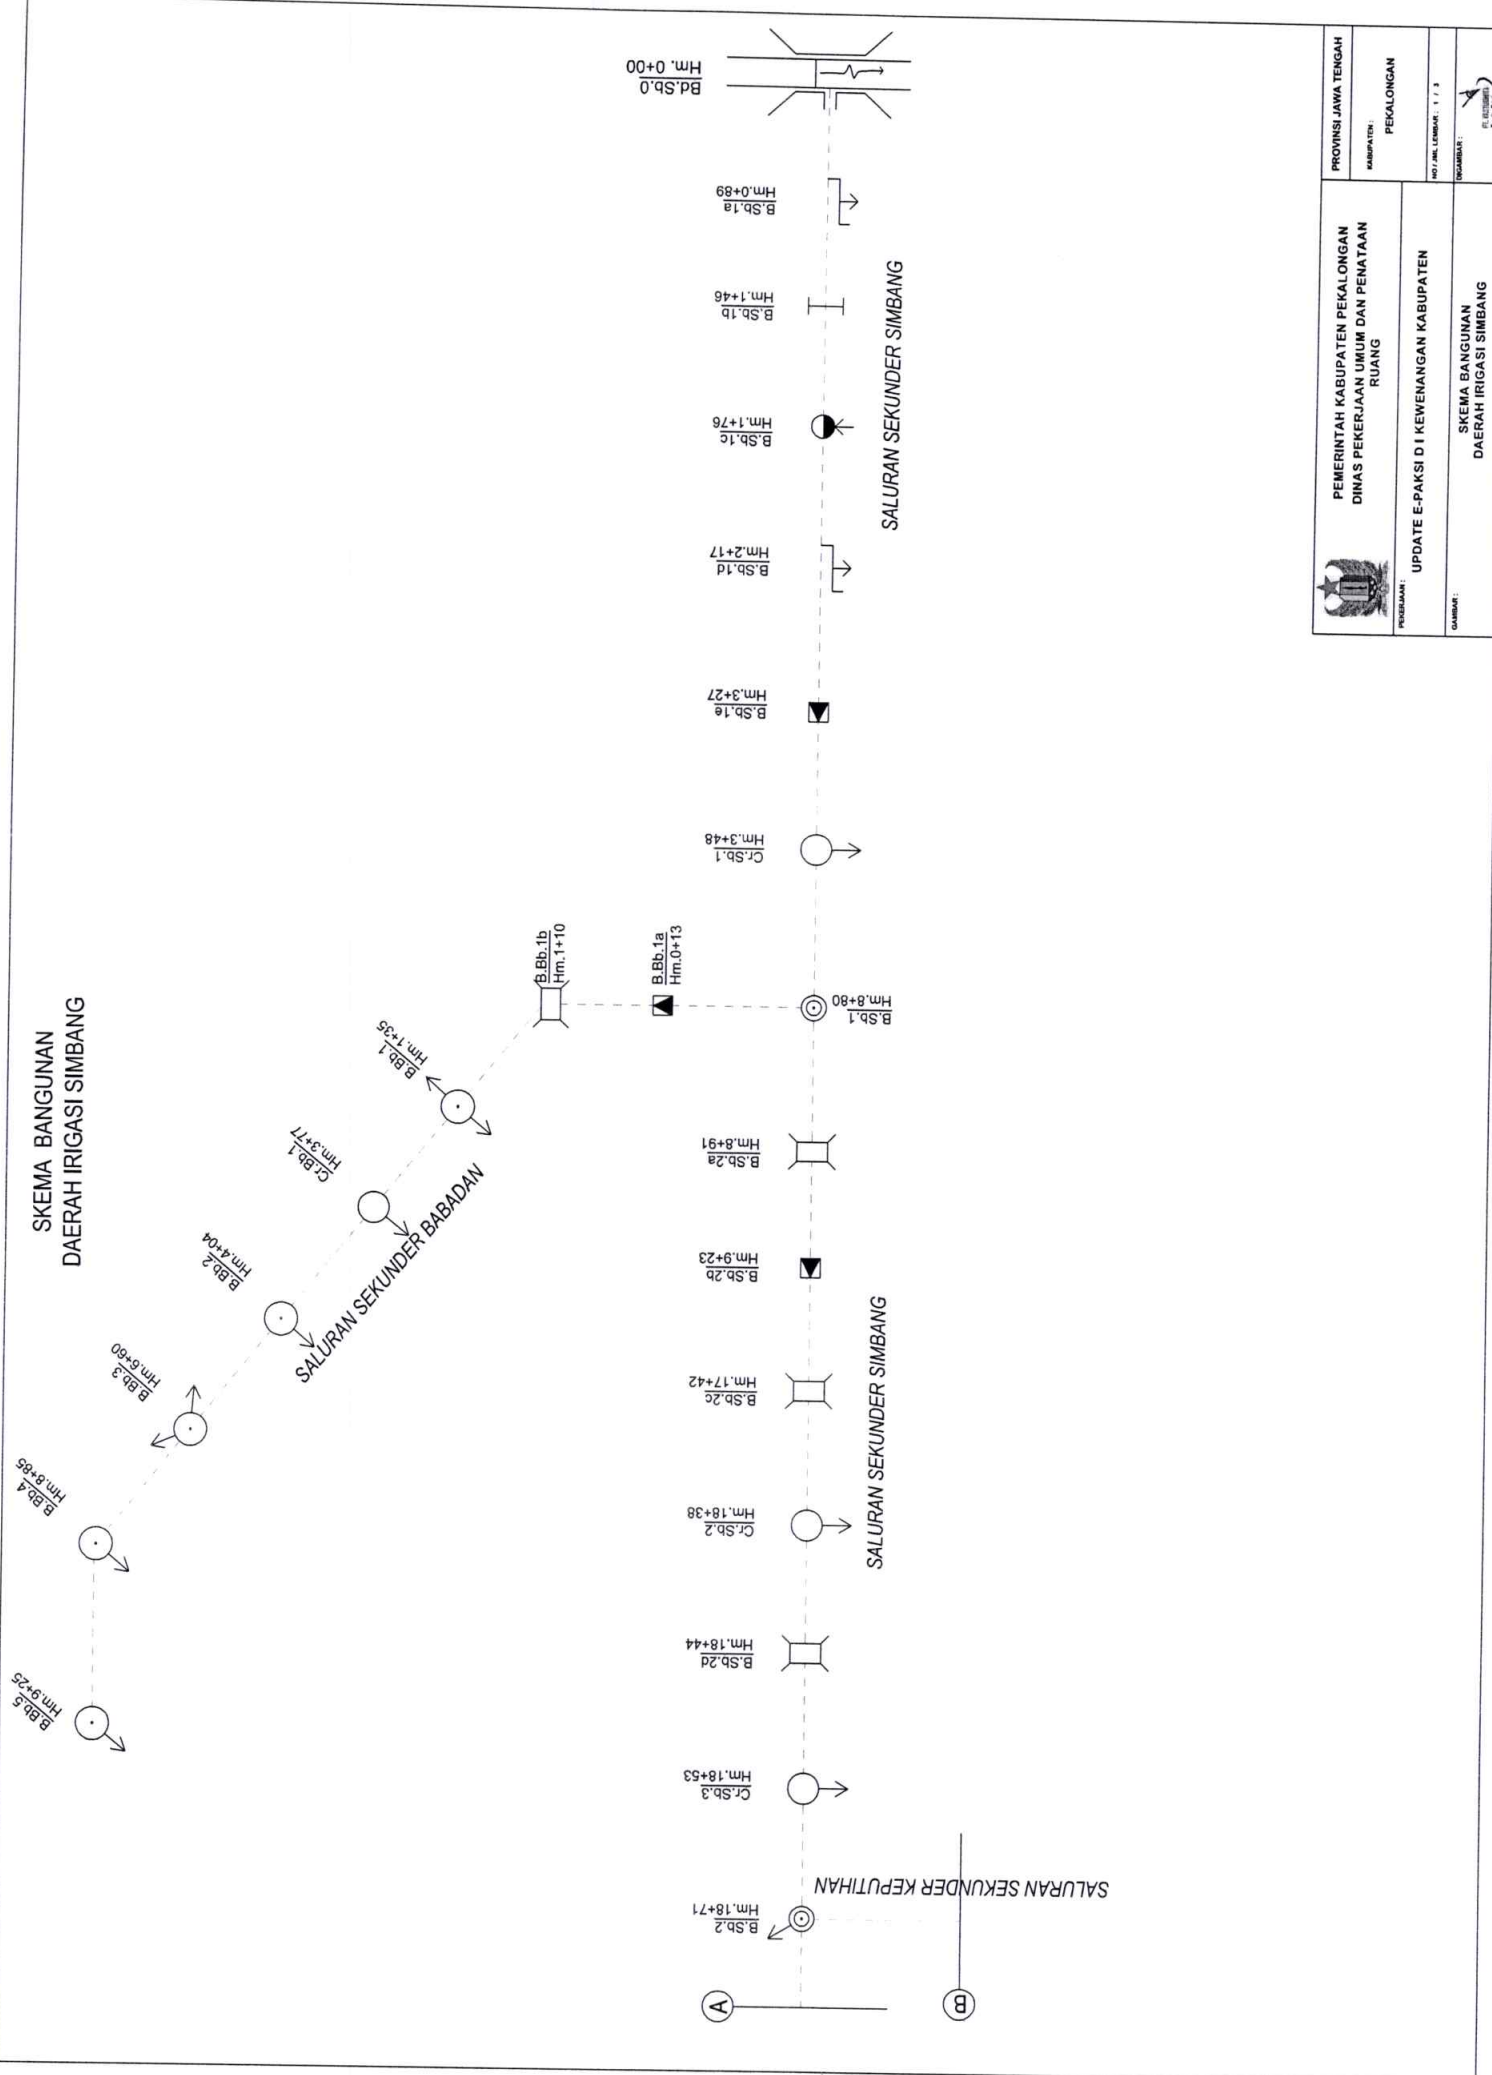 SKEMA BANGUNAN
DAERAH IRIGASI SIMBANG
Bd.Sb.0
Hm. 0+00
B.Sb.1a
Hm.0+89
B.Sb.1b
Hm.1+46
B.Sb.1c
Hm.1+76
B.Sb.1d
Hm.2+17
B.Sb.1e
Hm.3+27
Cr.Sb.1
Hm.3+48
SALURAN SEKUNDER SIMBANG
B.Sb.1
Hm.8+80
B.Bb.1a
Hm.0+13
B.Bb.1b
Hm.1+10
B.Bb.1
Hm.1+35
Cr.Bb.1
Hm.3+77
B.Bb.2
Hm.4+04
B.Bb.3
Hm.6+60
B.Bb.4
Hm.8+85
B.Bb.5
Hm.9+25
SALURAN SEKUNDER BABADAN
B.Sb.2a
Hm.8+91
B.Sb.2b
Hm.9+23
B.Sb.2c
Hm.17+42
Cr.Sb.2
Hm.18+38
B.Sb.2d
Hm.18+44
Cr.Sb.3
Hm.18+53
B.Sb.2
Hm.18+71
SALURAN SEKUNDER SIMBANG
SALURAN SEKUNDER KEPUTIHAN
A
B
PEMERINTAH KABUPATEN PEKALONGAN
DINAS PEKERJAAN UMUM DAN PENATAAN
RUANG
PROVINSI JAWA TENGAH
KABUPATEN :
PEKALONGAN
PEKERJAAN :
UPDATE E-PAKSI D I KEWENANGAN KABUPATEN
NO / JML LEMBAR : 1 / 3
GAMBAR :
SKEMA BANGUNAN
DAERAH IRIGASI SIMBANG
DIGAMBAR :